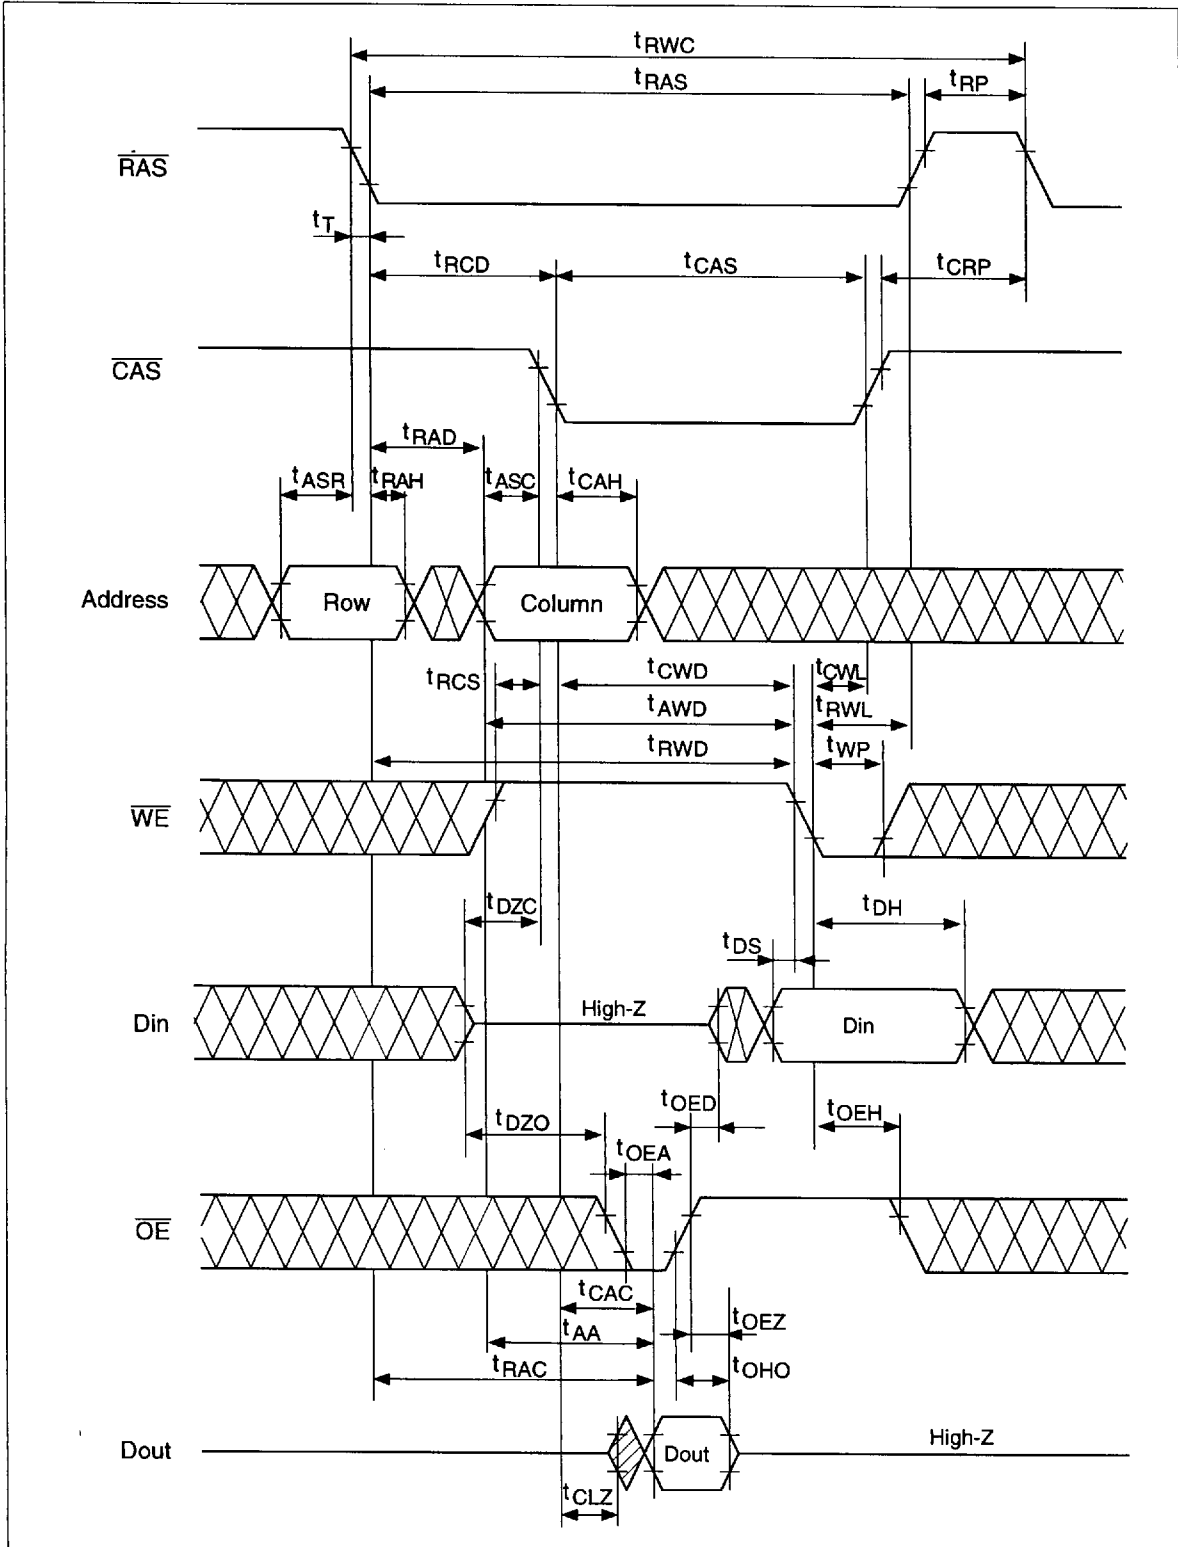 tRWC
tRAS
tRP
RAS
tT
tRCD
tCAS
tCRP
CAS
tRAD
tASR
tRAH
tASC
tCAH
Address
Row
Column
tRCS
tCWD
tCWL
tAWD
tRWL
tRWD
tWP
WE
tDZC
tDH
tDS
Din
High-Z
Din
tOED
tOEH
tDZO
tOEA
OE
tCAC
tOEZ
tAA
tRAC
tOHO
Dout
Dout
High-Z
tCLZ